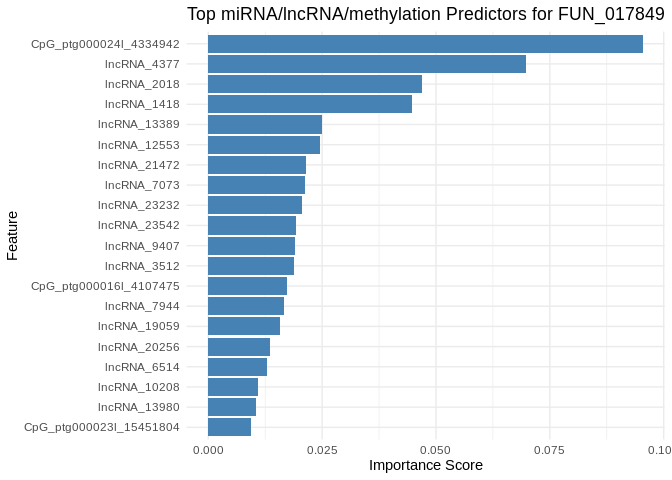 Top miRNA/lncRNA/methylation Predictors for FUN_017849
CpG_ptg000024l_4334942
lncRNA_4377
lncRNA_2018
lncRNA_1418
lncRNA_13389
lncRNA_12553
lncRNA_21472
lncRNA_7073
lncRNA_23232
lncRNA_23542
lncRNA_9407
lncRNA_3512
CpG_ptg000016l_4107475
lncRNA_7944
lncRNA_19059
lncRNA_20256
lncRNA_6514
lncRNA_10208
lncRNA_13980
CpG_ptg000023l_15451804
Feature
0.000 0.025 0.050 0.075 0.10
Importance Score